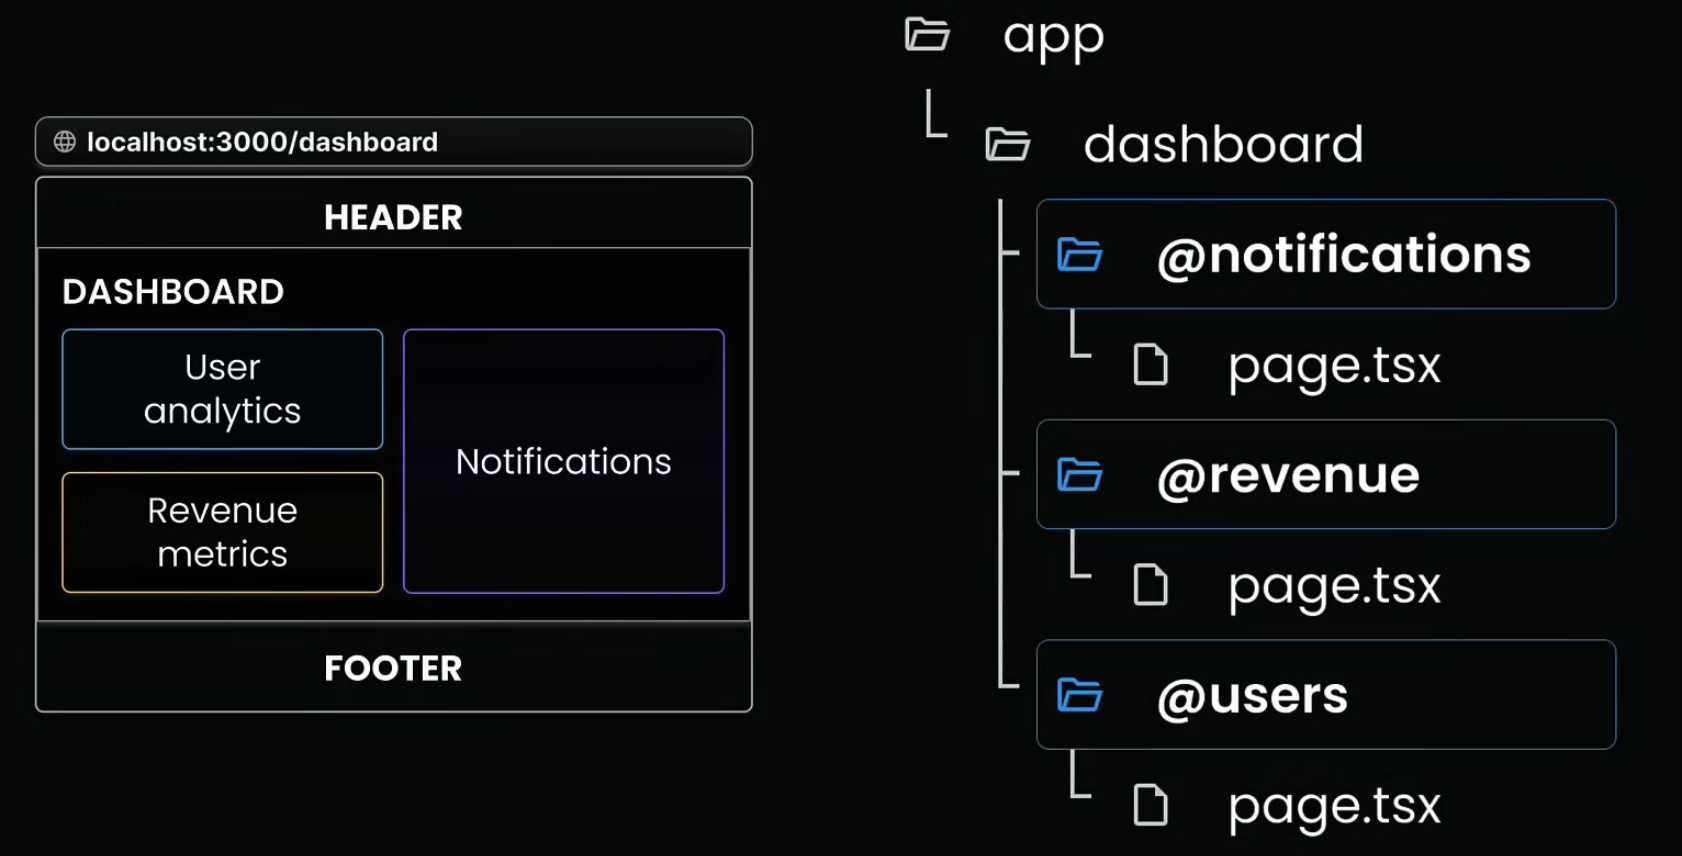 localhost:3000/dashboard
HEADER
DASHBOARD
User
analytics
Revenue
metrics
Notifications
FOOTER
app
dashboard
@notifications
page.tsx
@revenue
page.tsx
@users
page.tsx